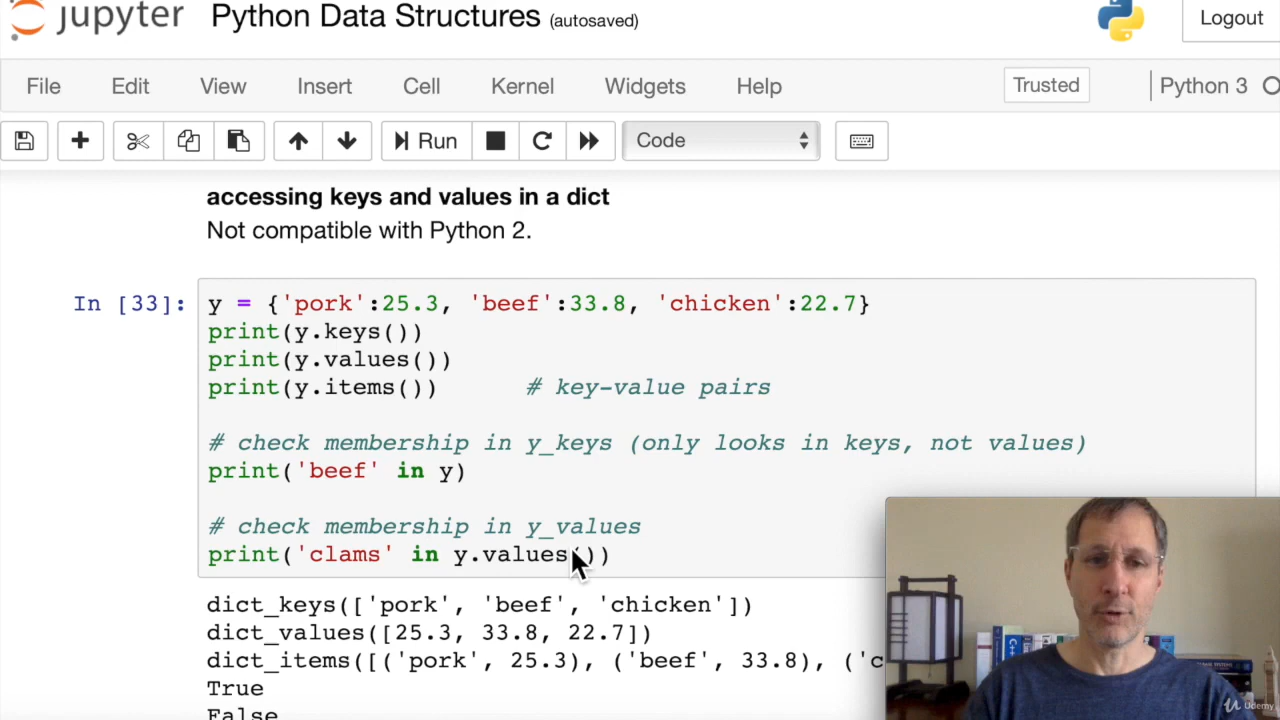 jupyter Python Data Structures (autosaved) Logout
File Edit View Insert Cell Kernel Widgets Help Trusted Python 3
Run Code
accessing keys and values in a dict
Not compatible with Python 2.
In [33]: y = {'pork':25.3, 'beef':33.8, 'chicken':22.7}
print(y.keys())
print(y.values())
print(y.items()) # key-value pairs
# check membership in y_keys (only looks in keys, not values)
print('beef' in y)
# check membership in y_values
print('clams' in y.values())
dict_keys(['pork', 'beef', 'chicken'])
dict_values([25.3, 33.8, 22.7])
dict_items([('pork', 25.3), ('beef', 33.8), ('c
True
False
Udemy